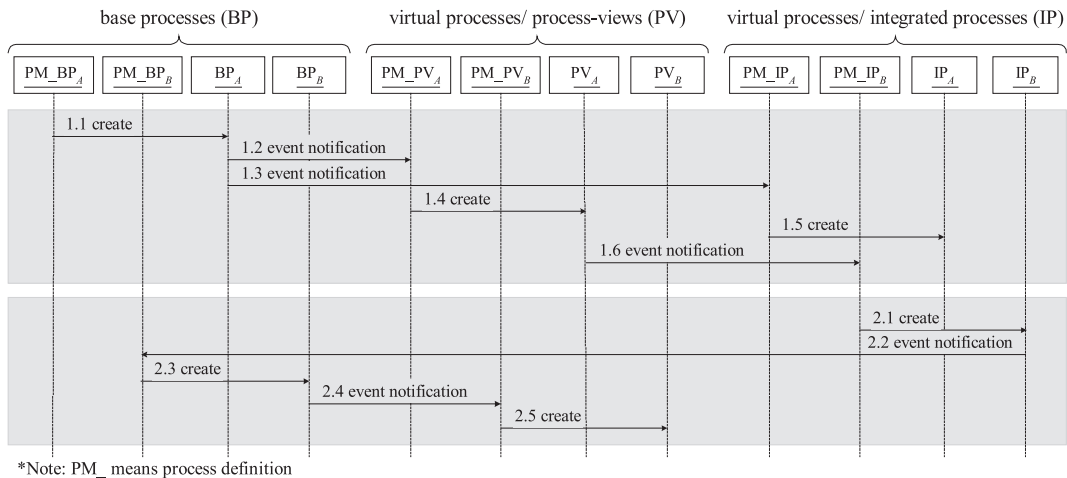 base processes (BP) virtual processes/ process-views (PV) virtual processes/ integrated processes (IP)
PM_BPA PM_BPB BPA BPB PM_PVA PM_PVB PVA PVB PM_IPA PM_IPB IPA IPB
1.1 create
1.2 event notification
1.3 event notification
1.4 create
1.5 create
1.6 event notification
2.1 create
2.2 event notification
2.3 create
2.4 event notification
2.5 create
*Note: PM_ means process definition